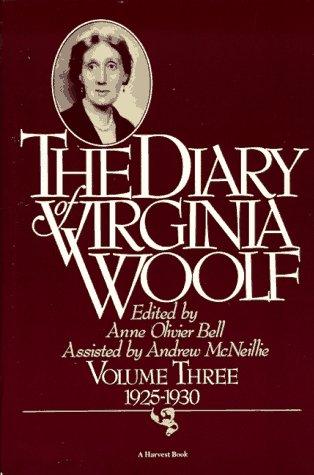 THE DIARY
of VIRGINIA
WOOLF
Edited by
Anne Olivier Bell
Assisted by Andrew McNeillie
VOLUME THREE
1925-1930
A Harvest Book